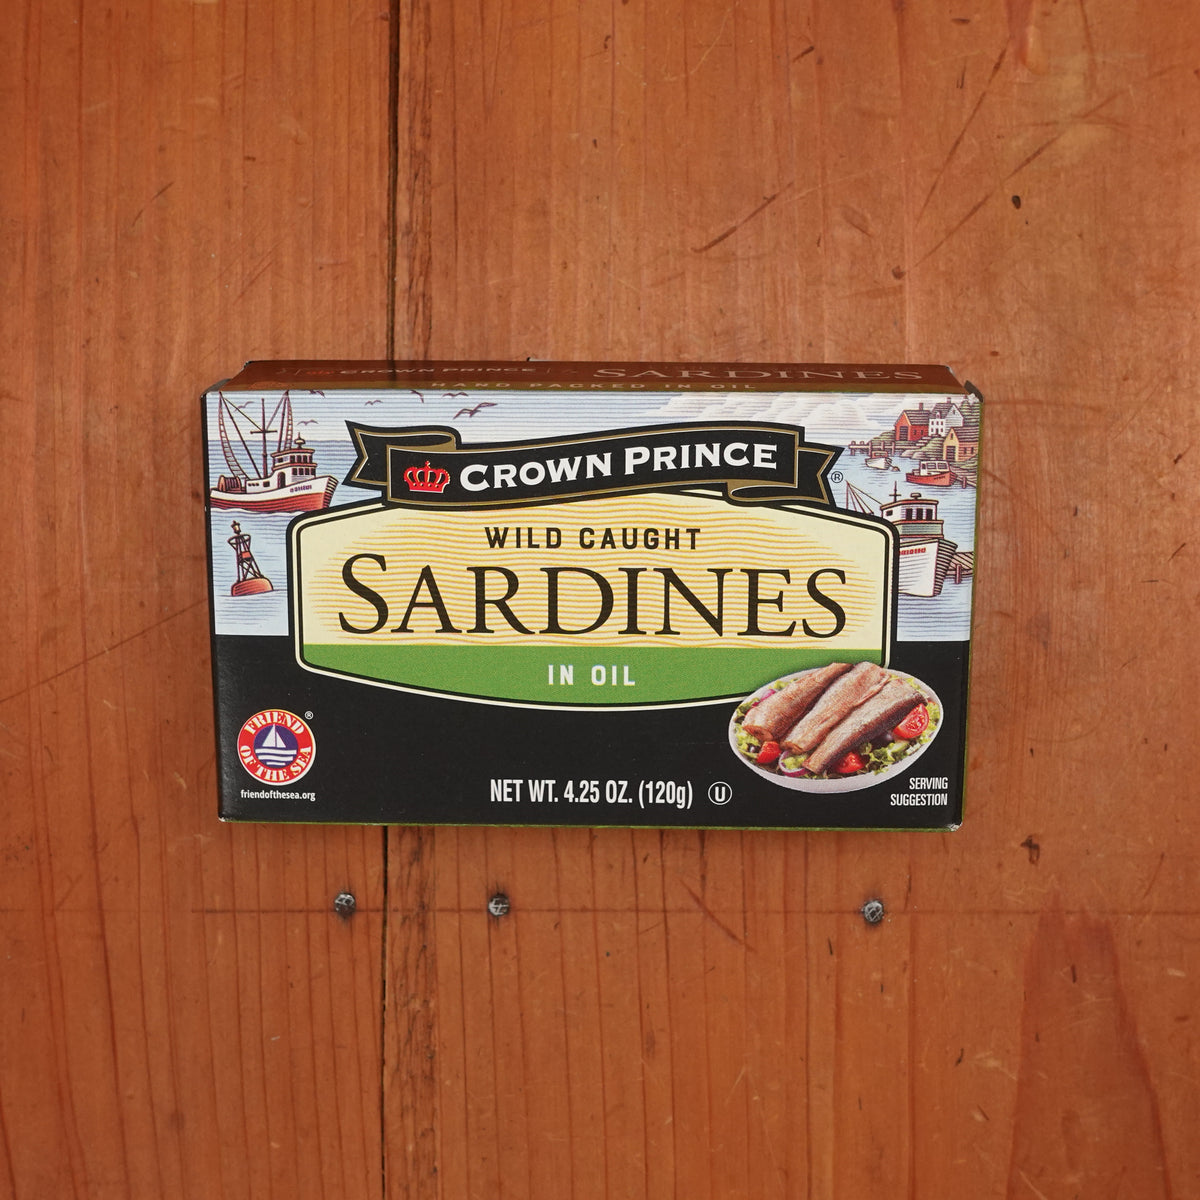 CROWN PRINCE SARDINES
HAND PACKED IN OIL
CROWN PRINCE®
WILD CAUGHT
SARDINES
IN OIL
FRIEND OF THE SEA®
friendofthesea.org
NET WT. 4.25 OZ. (120g) U
SERVING
SUGGESTION